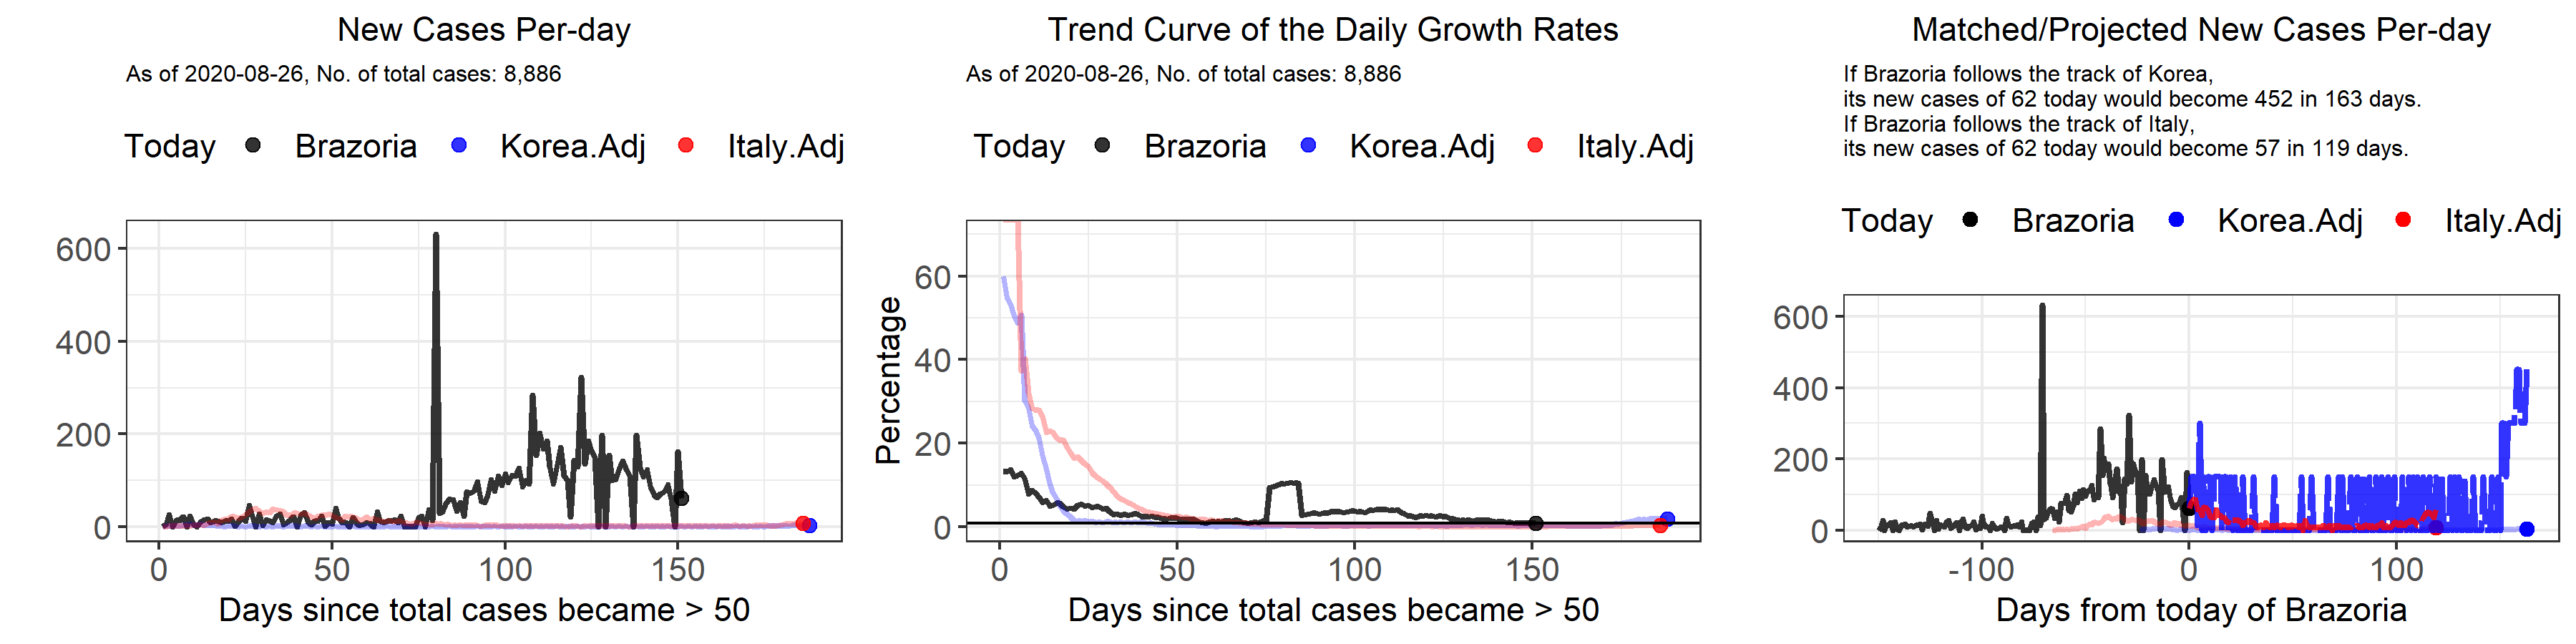 New Cases Per-day
As of 2020-08-26, No. of total cases: 8,886
Today Brazoria Korea.Adj Italy.Adj
600
400
200
0
0 50 100 150
Days since total cases became > 50
Trend Curve of the Daily Growth Rates
As of 2020-08-26, No. of total cases: 8,886
Today Brazoria Korea.Adj Italy.Adj
Percentage
60
40
20
0
0 50 100 150
Days since total cases became > 50
Matched/Projected New Cases Per-day
If Brazoria follows the track of Korea,
its new cases of 62 today would become 452 in 163 days.
If Brazoria follows the track of Italy,
its new cases of 62 today would become 57 in 119 days.
Today Brazoria Korea.Adj Italy.Adj
600
400
200
0
-100 0 100
Days from today of Brazoria